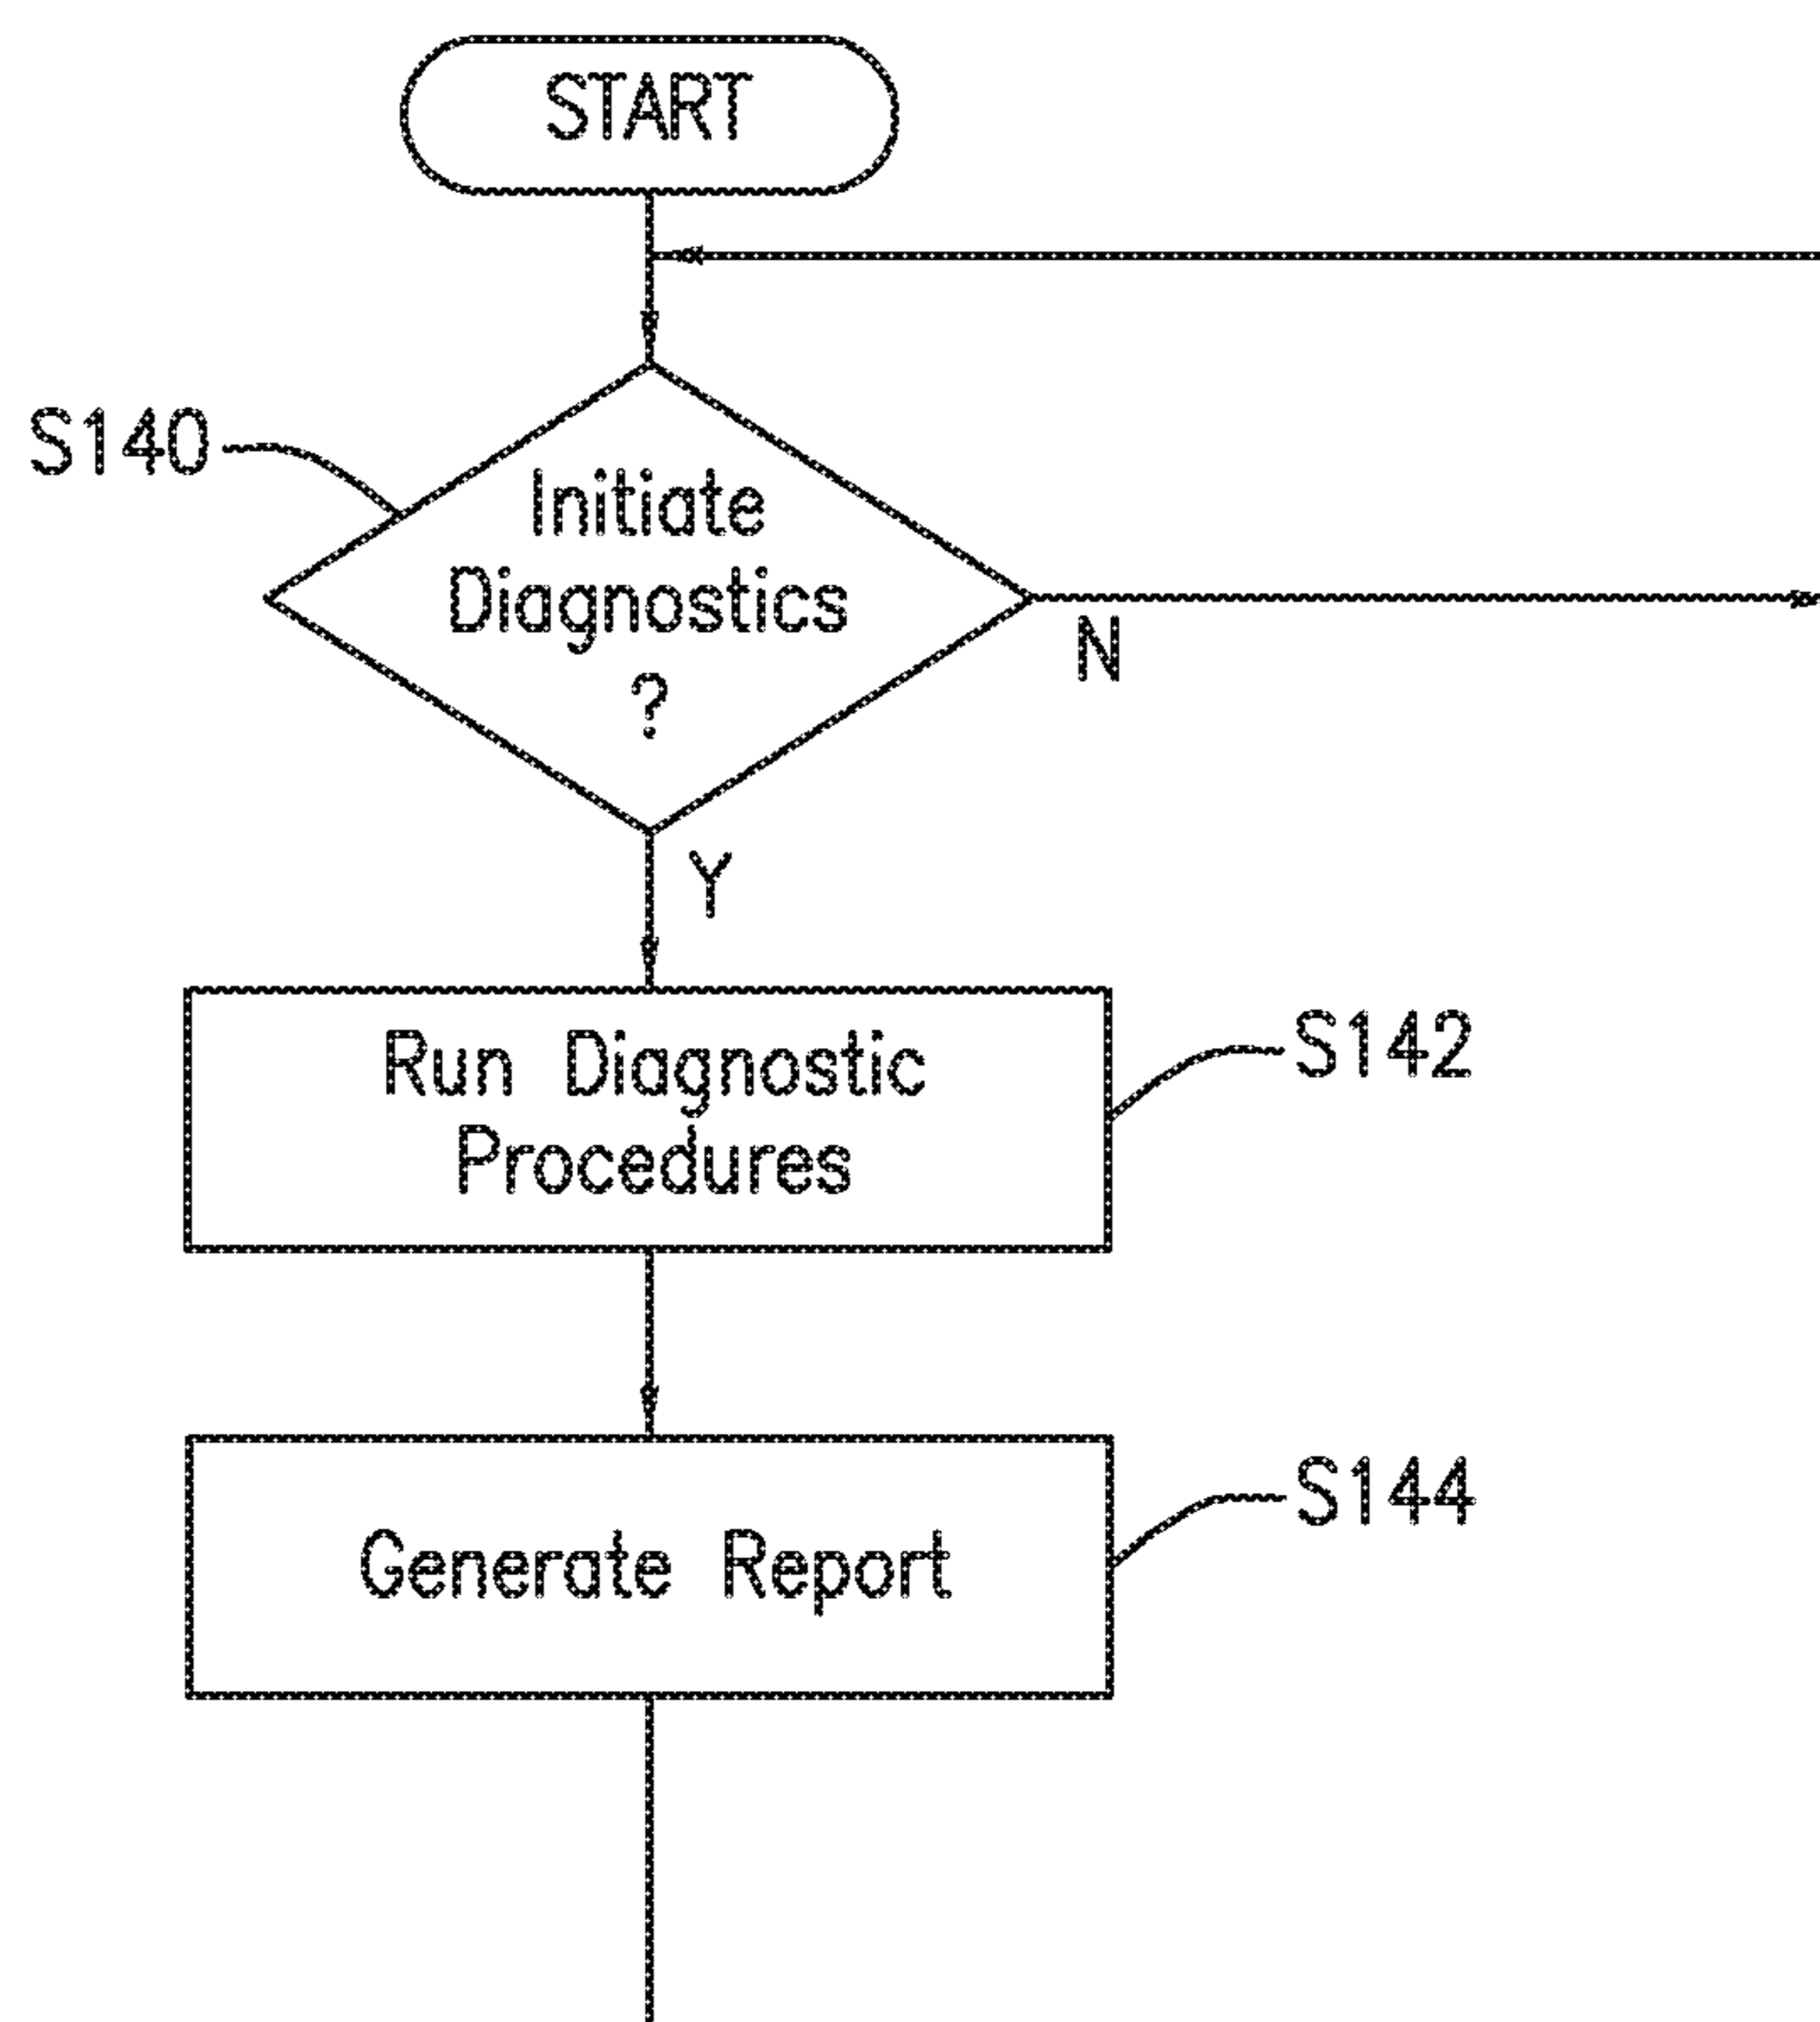 START
S140
Initiate
Diagnostics
?
N
Y
Run Diagnostic
Procedures
S142
Generate Report
S144